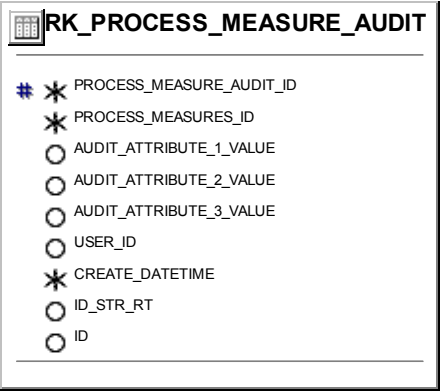 RK_PROCESS_MEASURE_AUDIT
# * PROCESS_MEASURE_AUDIT_ID
* PROCESS_MEASURES_ID
AUDIT_ATTRIBUTE_1_VALUE
AUDIT_ATTRIBUTE_2_VALUE
AUDIT_ATTRIBUTE_3_VALUE
USER_ID
* CREATE_DATETIME
ID_STR_RT
ID